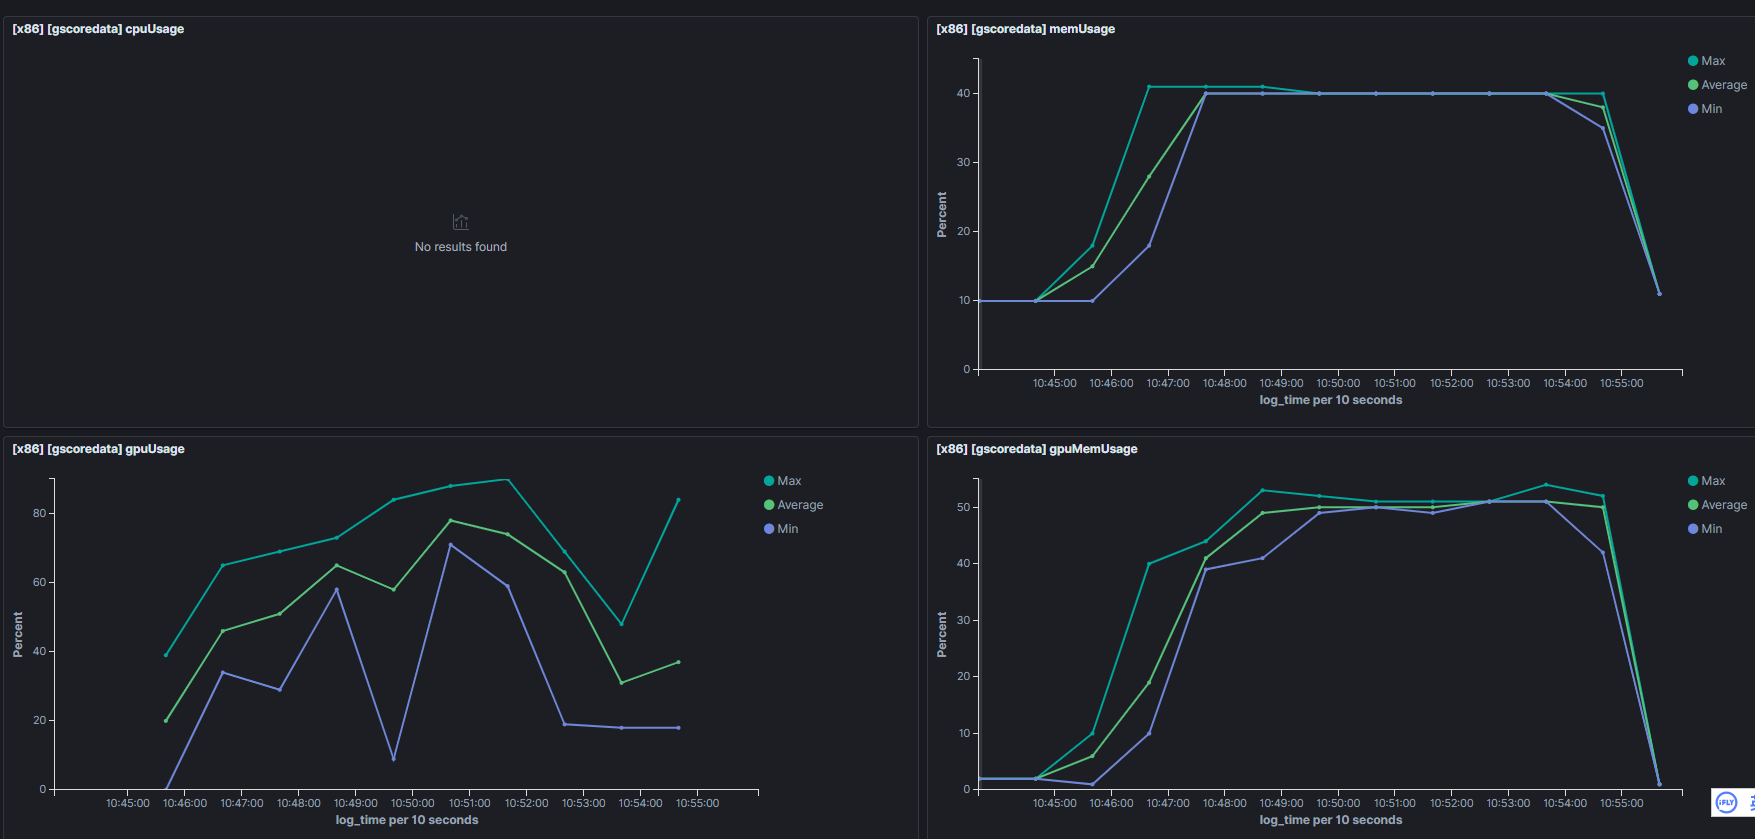 [x86] [gscoredata] cpuUsage
No results found
[x86] [gscoredata] memUsage
Max
Average
Min
Percent
40
30
20
10
0
10:45:00 10:46:00 10:47:00 10:48:00 10:49:00 10:50:00 10:51:00 10:52:00 10:53:00 10:54:00 10:55:00
log_time per 10 seconds
[x86] [gscoredata] gpuUsage
Max
Average
Min
Percent
80
60
40
20
0
10:45:00 10:46:00 10:47:00 10:48:00 10:49:00 10:50:00 10:51:00 10:52:00 10:53:00 10:54:00 10:55:00
log_time per 10 seconds
[x86] [gscoredata] gpuMemUsage
Max
Average
Min
Percent
50
40
30
20
10
0
10:45:00 10:46:00 10:47:00 10:48:00 10:49:00 10:50:00 10:51:00 10:52:00 10:53:00 10:54:00 10:55:00
log_time per 10 seconds
iFLY